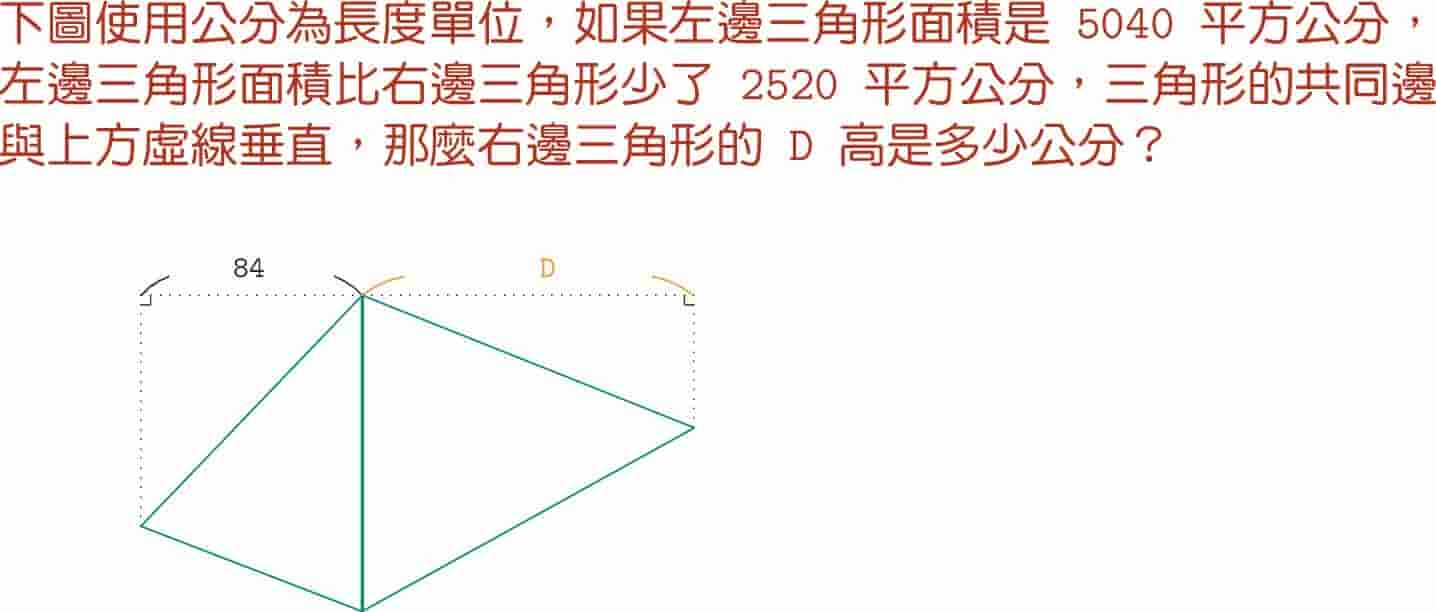 下圖使用公分為長度單位，如果左邊三角形面積是 5040 平方公分，
左邊三角形面積比右邊三角形少了 2520 平方公分，三角形的共同邊
與上方虛線垂直，那麼右邊三角形的 D 高是多少公分？
84 D